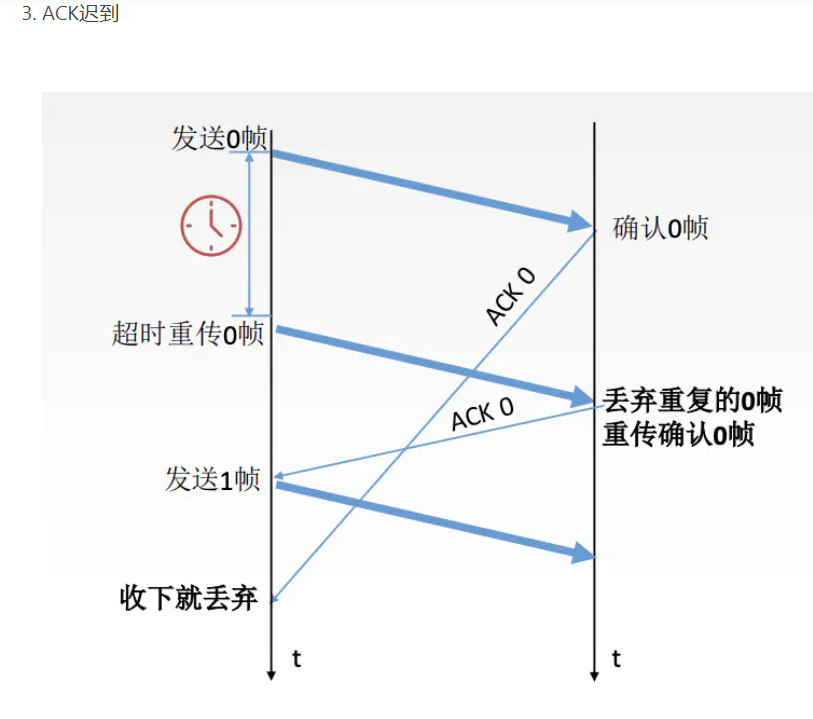 3. ACK迟到
发送0帧
确认0帧
ACK 0
超时重传0帧
丢弃重复的0帧
重传确认0帧
ACK 0
发送1帧
收下就丢弃
t
t